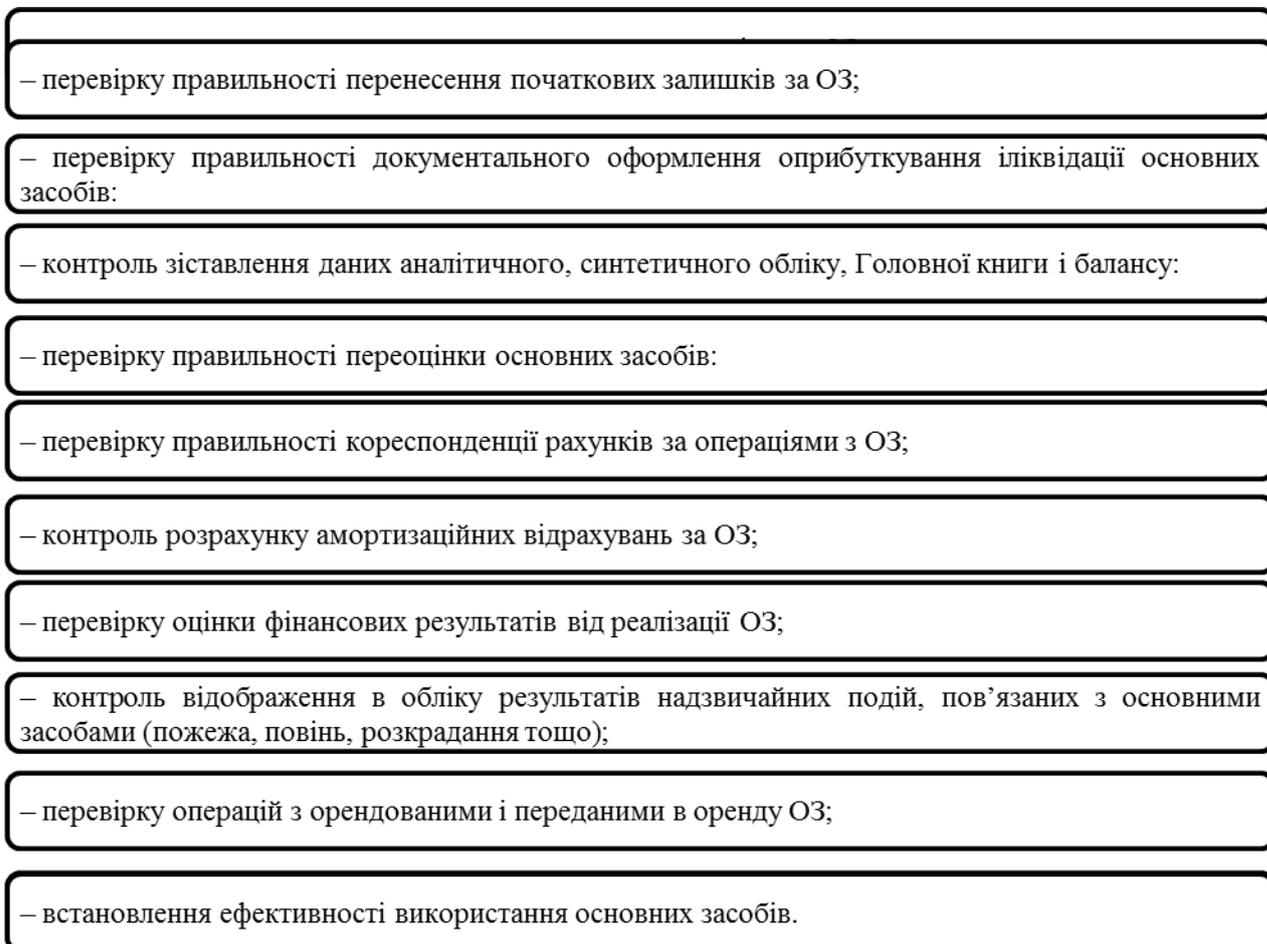 – перевірку правильності перенесення початкових залишків за ОЗ;
– перевірку правильності документального оформлення оприбуткування іліквідації основних
засобів:
– контроль зіставлення даних аналітичного, синтетичного обліку, Головної книги і балансу:
– перевірку правильності переоцінки основних засобів:
– перевірку правильності кореспонденції рахунків за операціями з ОЗ;
– контроль розрахунку амортизаційних відрахувань за ОЗ;
– перевірку оцінки фінансових результатів від реалізації ОЗ;
– контроль відображення в обліку результатів надзвичайних подій, пов’язаних з основними
засобами (пожежа, повінь, розкрадання тощо);
– перевірку операцій з орендованими і переданими в оренду ОЗ;
– встановлення ефективності використання основних засобів.